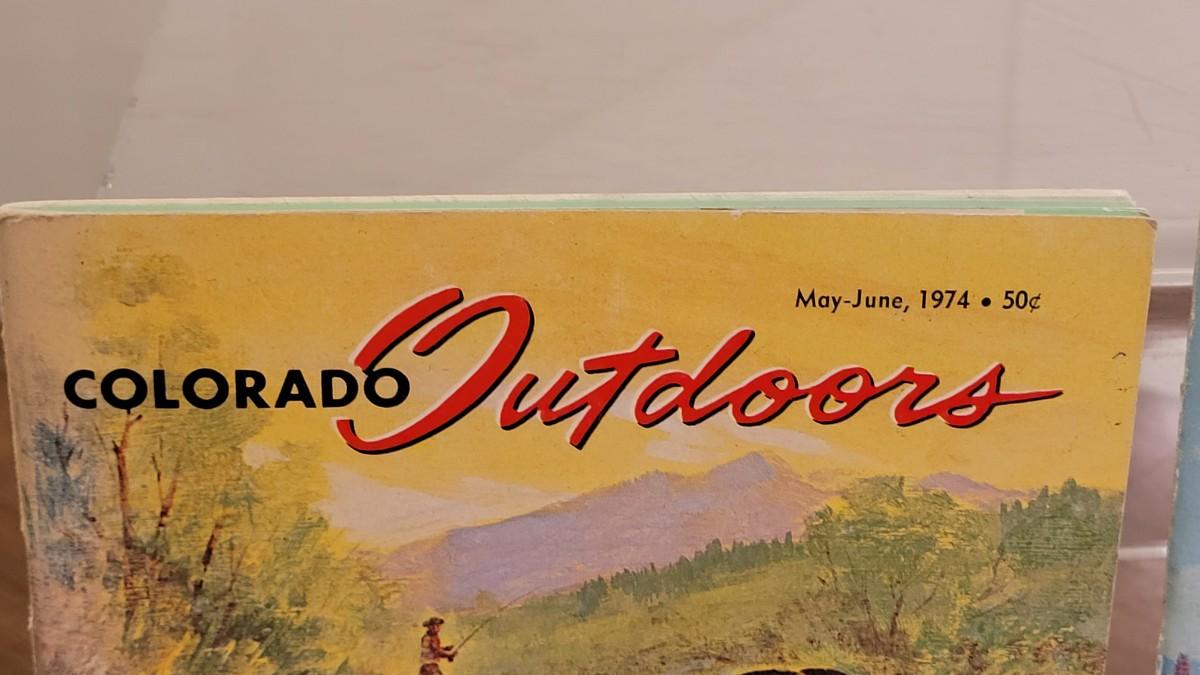 May-June, 1974 • 50¢
COLORADO Outdoors